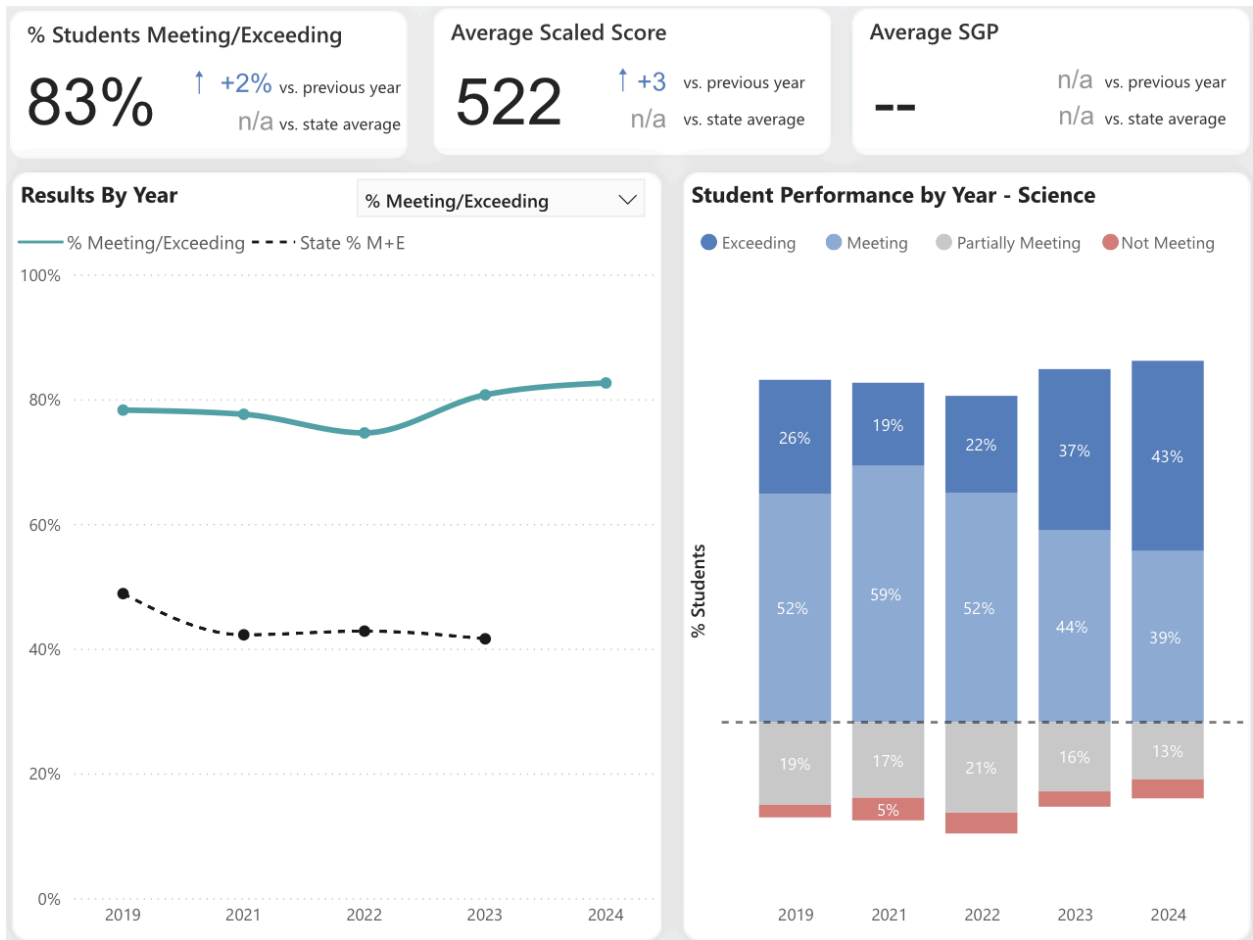 % Students Meeting/Exceeding
83%
↑ +2% vs. previous year
n/a vs. state average
Average Scaled Score
522
↑ +3 vs. previous year
n/a vs. state average
Average SGP
--
n/a vs. previous year
n/a vs. state average
Results By Year
% Meeting/Exceeding
% Meeting/Exceeding State % M+E
100%
80%
60%
40%
20%
0%
2019 2021 2022 2023 2024
Student Performance by Year - Science
Exceeding Meeting Partially Meeting Not Meeting
% Students
26% 19% 22% 37% 43%
52% 59% 52% 44% 39%
19% 17% 21% 16% 13%
5%
2019 2021 2022 2023 2024